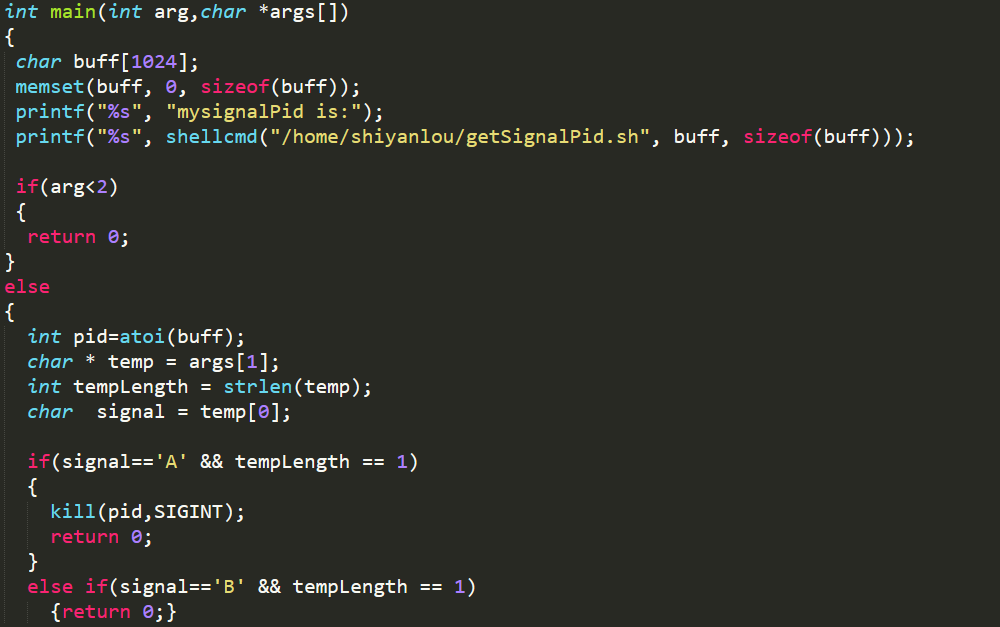 int main(int arg,char *args[])
{
char buff[1024];
memset(buff, 0, sizeof(buff));
printf("%s", "mysignalPid is:");
printf("%s", shellcmd("/home/shiyanlou/getSignalPid.sh", buff, sizeof(buff)));
if(arg<2)
{
return 0;
}
else
{
int pid=atoi(buff);
char * temp = args[1];
int tempLength = strlen(temp);
char  signal = temp[0];
if(signal=='A' && tempLength == 1)
{
kill(pid,SIGINT);
return 0;
}
else if(signal=='B' && tempLength == 1)
{return 0;}